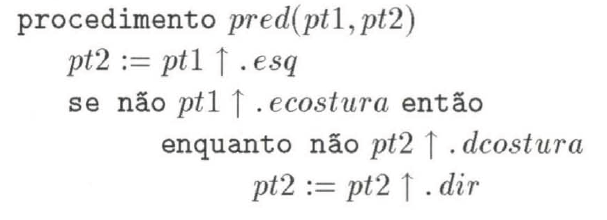 procedimento pred(pt1, pt2)
pt2 := pt1 ↑ .esq
se não pt1 ↑ .ecostura então
enquanto não pt2 ↑ .dcostura
pt2 := pt2 ↑ .dir